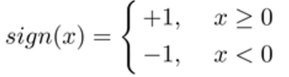 sign(x) = { +1, x ≥ 0
−1, x < 0